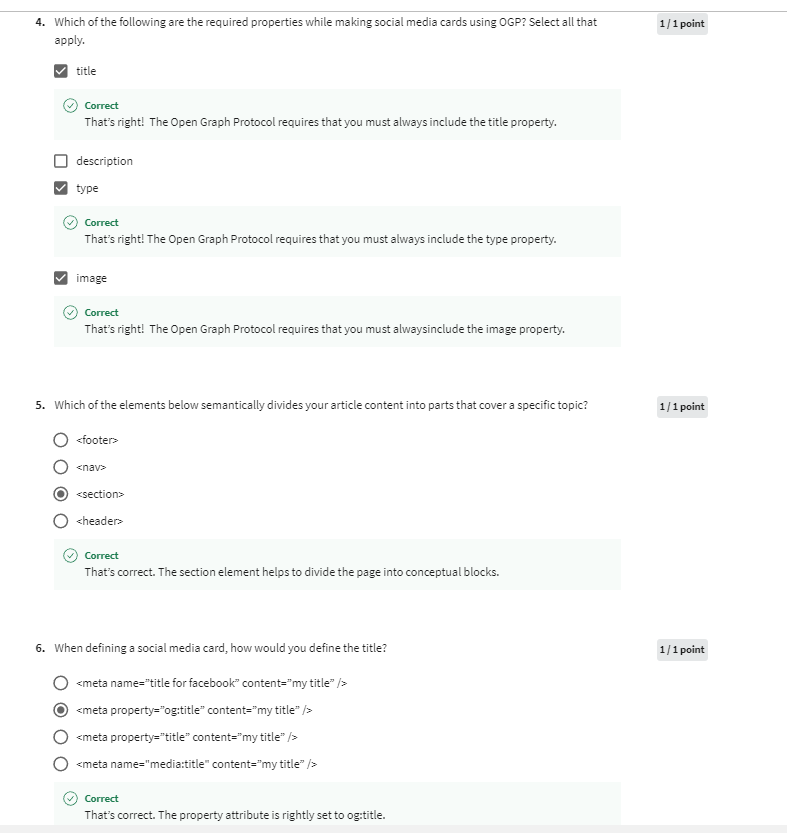 4. Which of the following are the required properties while making social media cards using OGP? Select all that
apply.
1 / 1 point
title
Correct
That's right! The Open Graph Protocol requires that you must always include the title property.
description
type
Correct
That's right! The Open Graph Protocol requires that you must always include the type property.
image
Correct
That's right! The Open Graph Protocol requires that you must alwaysinclude the image property.
5. Which of the elements below semantically divides your article content into parts that cover a specific topic?
1 / 1 point
<footer>
<nav>
<section>
<header>
Correct
That's correct. The section element helps to divide the page into conceptual blocks.
6. When defining a social media card, how would you define the title?
1 / 1 point
<meta name="title for facebook" content="my title" />
<meta property="og:title" content="my title" />
<meta property="title" content="my title" />
<meta name="media:title" content="my title" />
Correct
That's correct. The property attribute is rightly set to og:title.